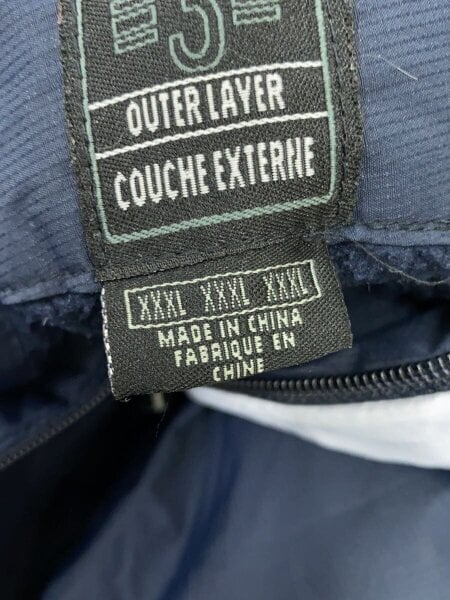 3
OUTER LAYER
COUCHE EXTERNE
XXXL XXXL XXXL
MADE IN CHINA
FABRIQUE EN
CHINE